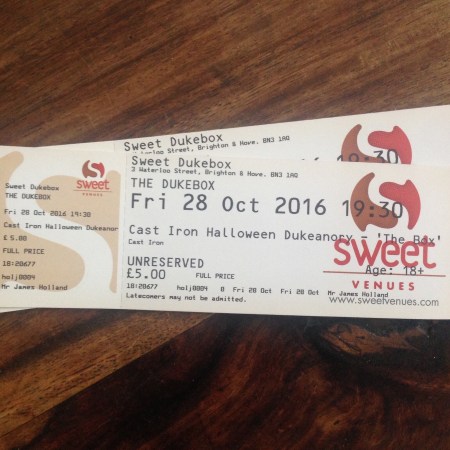 Sweet Dukebox
3 Waterloo Street, Brighton & Hove. BN3 1AQ
19:30
Sweet Dukebox
3 Waterloo Street, Brighton & Hove. BN3 1AQ
THE DUKEBOX
Fri 28 Oct 2016 19:30
Cast Iron Halloween Dukeanory - 'The Box'
Cast Iron
UNRESERVED
£5.00 FULL PRICE
Age: 18+
18:20677 holj0004 0 Fri 28 Oct Fri 28 Oct Mr James Holland
Latecomers may not be admitted.
sweet
VENUES
www.sweetvenues.com
Sweet Dukebox
THE DUKEBOX
Fri 28 Oct 2016 19:30
Cast Iron Halloween Dukeanor
£5.00
FULL PRICE
18:20677
holj0004
Mr James Holland
sweet
VENUES